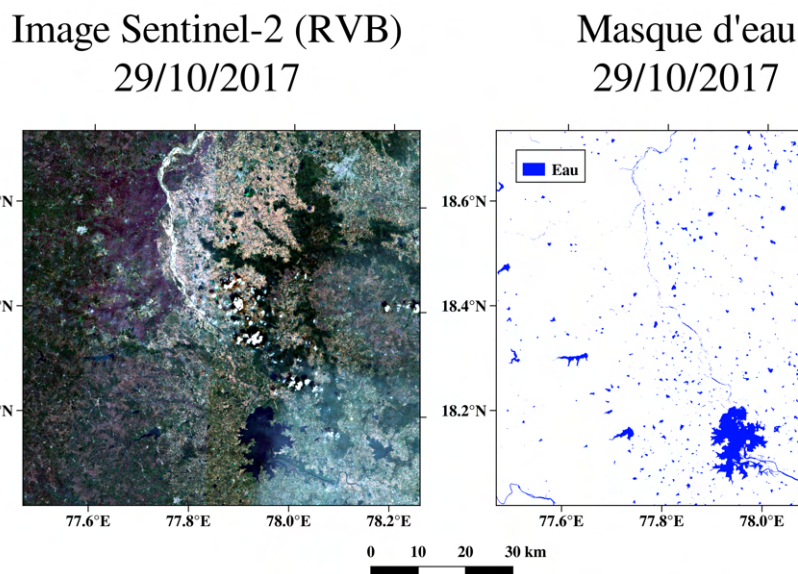 Image Sentinel-2 (RVB)
29/10/2017
Masque d'eau
29/10/2017
Eau
°N
°N
°N
18.6°N
18.4°N
18.2°N
77.6°E
77.8°E
78.0°E
78.2°E
77.6°E
77.8°E
78.0°E
0
10
20
30 km